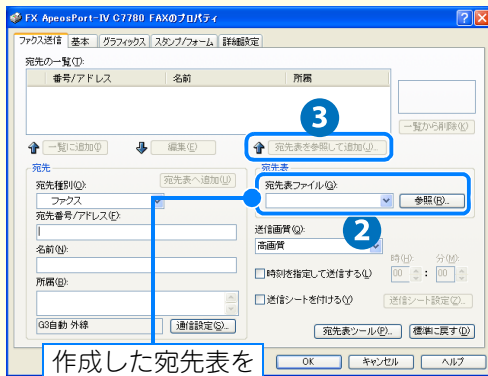 FX ApeosPort-IV C7780 FAXのプロパティ
ファクス送信 基本 グラフィックス スタンプ/フォーム 詳細設定
宛先の一覧(T):
番号/アドレス 名前 所属
3
一覧から削除(K)
一覧に追加(I) 編集(E) 宛先表を参照して追加(J)...
宛先 宛先表
宛先種別(O): 宛先表へ追加(U)
宛先表ファイル(G):
ファクス 参照(B)...
宛先番号/アドレス(F):
送信画質(Q): 2
高画質
名前(N):
時(H): 分(M):
時刻を指定して送信する(L) 00 : 00
所属(B):
送信シートを付ける(Y) 送信シート設定(Z)...
G3自動 外線 通信設定(S)...
宛先表ツール(P)... 標準に戻す(D)
作成した宛先表を
OK キャンセル ヘルプ